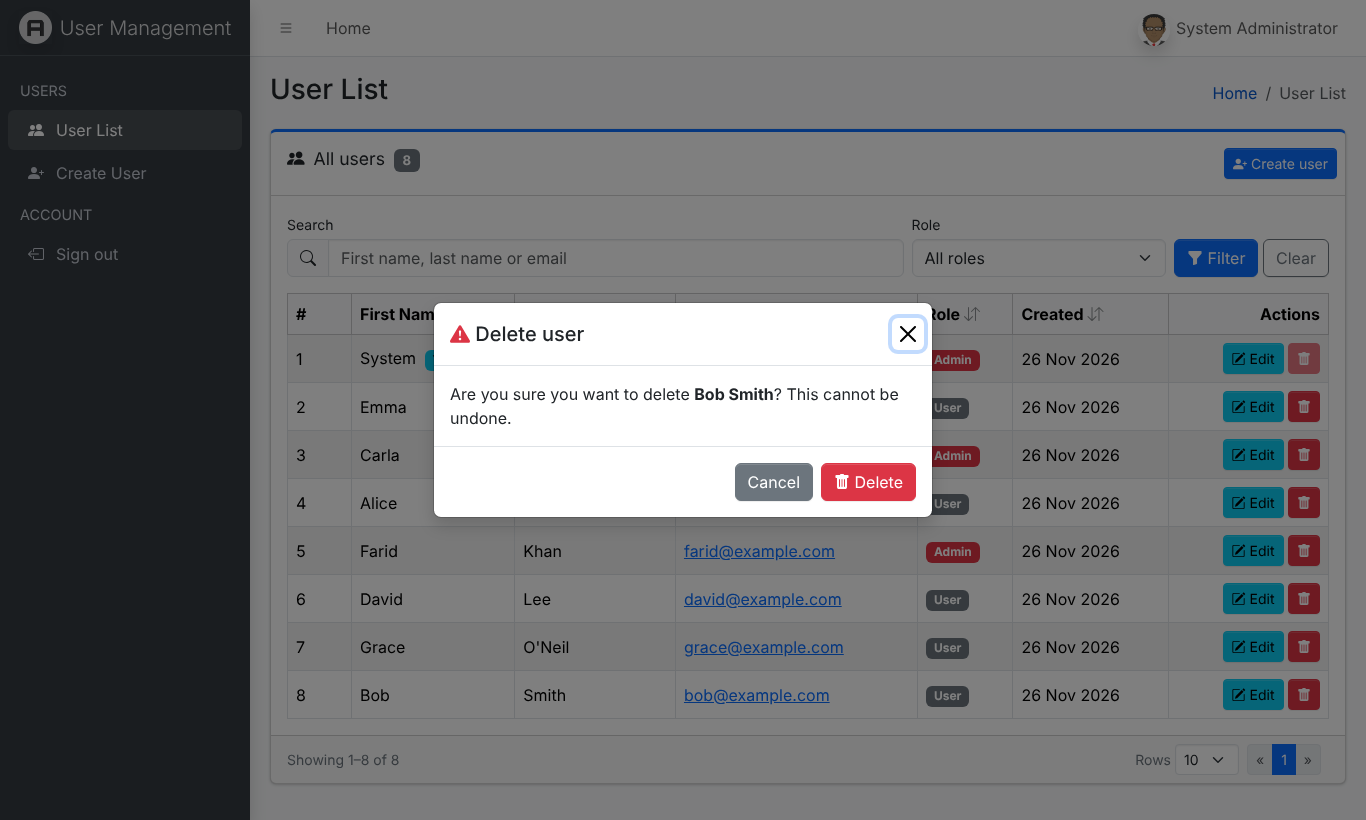 User Management
Home
System Administrator
USERS
User List
Create User
ACCOUNT
Sign out
User List
Home / User List
All users 8
Create user
Search
Role
First name, last name or email
All roles
Filter
Clear
# First Nam Role Created Actions
1 System Admin 26 Nov 2026 Edit
2 Emma User 26 Nov 2026 Edit
3 Carla Admin 26 Nov 2026 Edit
4 Alice User 26 Nov 2026 Edit
Delete user
Are you sure you want to delete Bob Smith? This cannot be
undone.
Cancel
Delete
5 Farid Khan farid@example.com Admin 26 Nov 2026 Edit
6 David Lee david@example.com User 26 Nov 2026 Edit
7 Grace O'Neil grace@example.com User 26 Nov 2026 Edit
8 Bob Smith bob@example.com User 26 Nov 2026 Edit
Showing 1–8 of 8
Rows 10 « 1 »